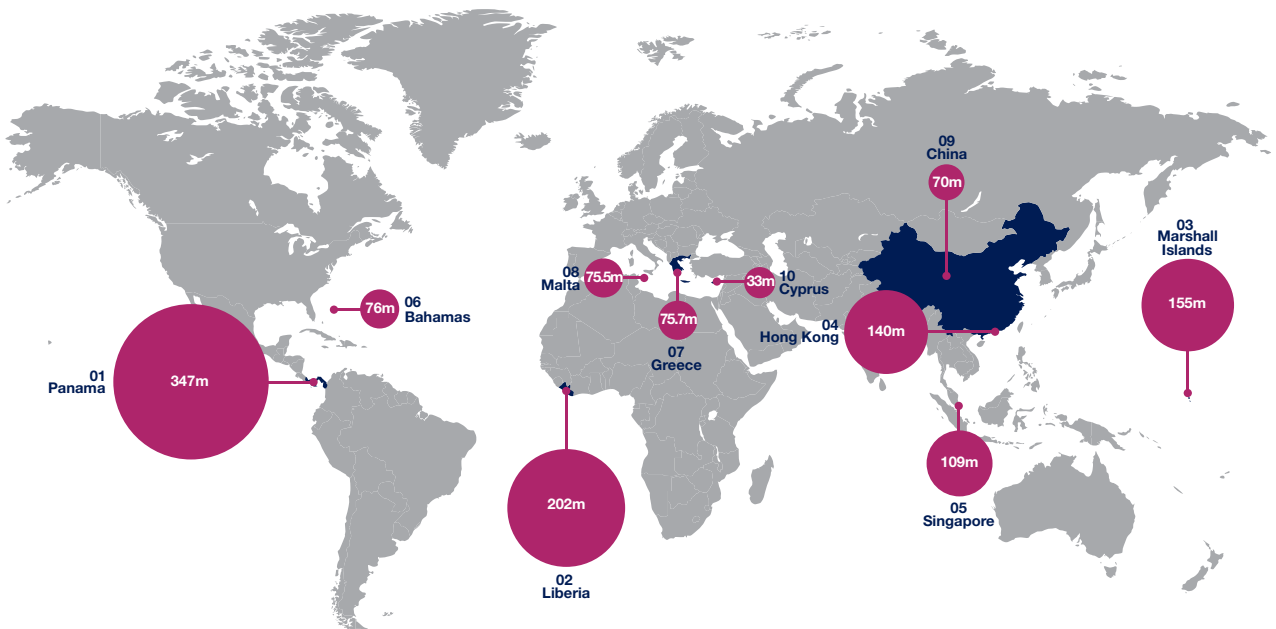 01
Panama
347m
02
Liberia
202m
03
Marshall
Islands
155m
04
Hong Kong
140m
05
Singapore
109m
06
Bahamas
76m
07
Greece
75.7m
08
Malta
75.5m
09
China
70m
10
Cyprus
33m